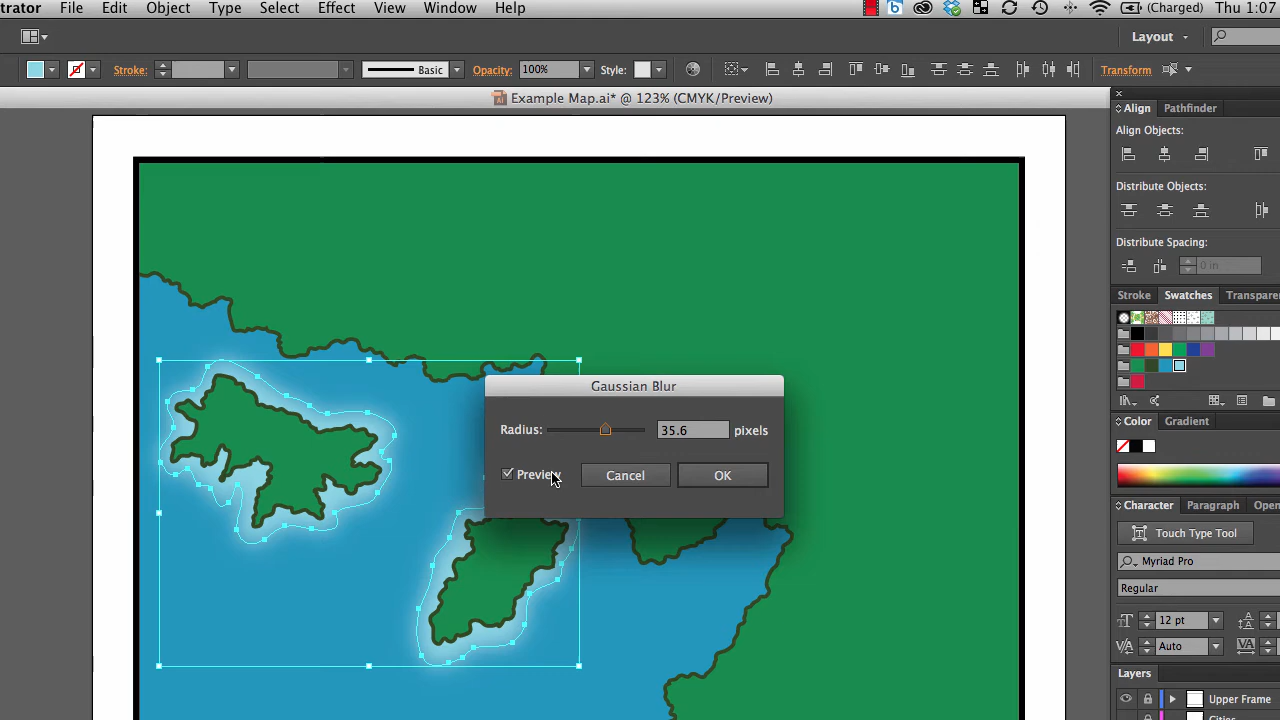 trator File Edit Object Type Select Effect View Window Help (Charged) Thu 1:07
Layout
Stroke: Basic Opacity: 100% Style: Transform
Example Map.ai* @ 123% (CMYK/Preview)
Align Pathfinder
Align Objects:
Distribute Objects:
Distribute Spacing:
0 in
Stroke Swatches Transpare
Gaussian Blur
Radius: 35.6 pixels
Preview Cancel OK
Color Gradient
Character Paragraph Open
Touch Type Tool
Myriad Pro
Regular
12 pt
Auto
Layers
Upper Frame